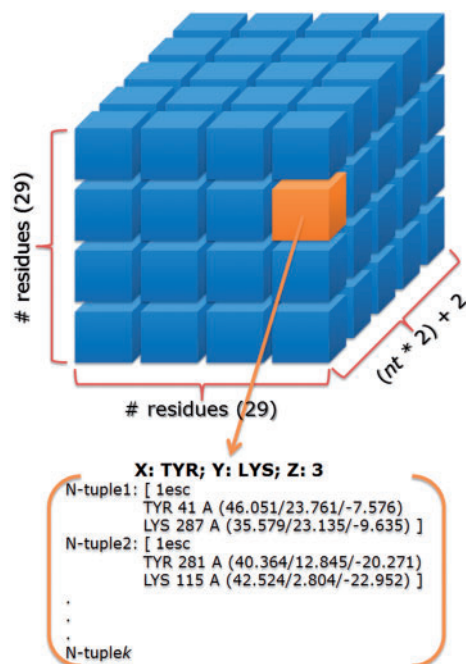 # residues (29)
# residues (29)
(nt * 2) + 2
X: TYR; Y: LYS; Z: 3
N-tuple1: [ 1esc
TYR 41 A (46.051/23.761/-7.576)
LYS 287 A (35.579/23.135/-9.635) ]
N-tuple2: [ 1esc
TYR 281 A (40.364/12.845/-20.271)
LYS 115 A (42.524/2.804/-22.952) ]
.
.
.
N-tuplek